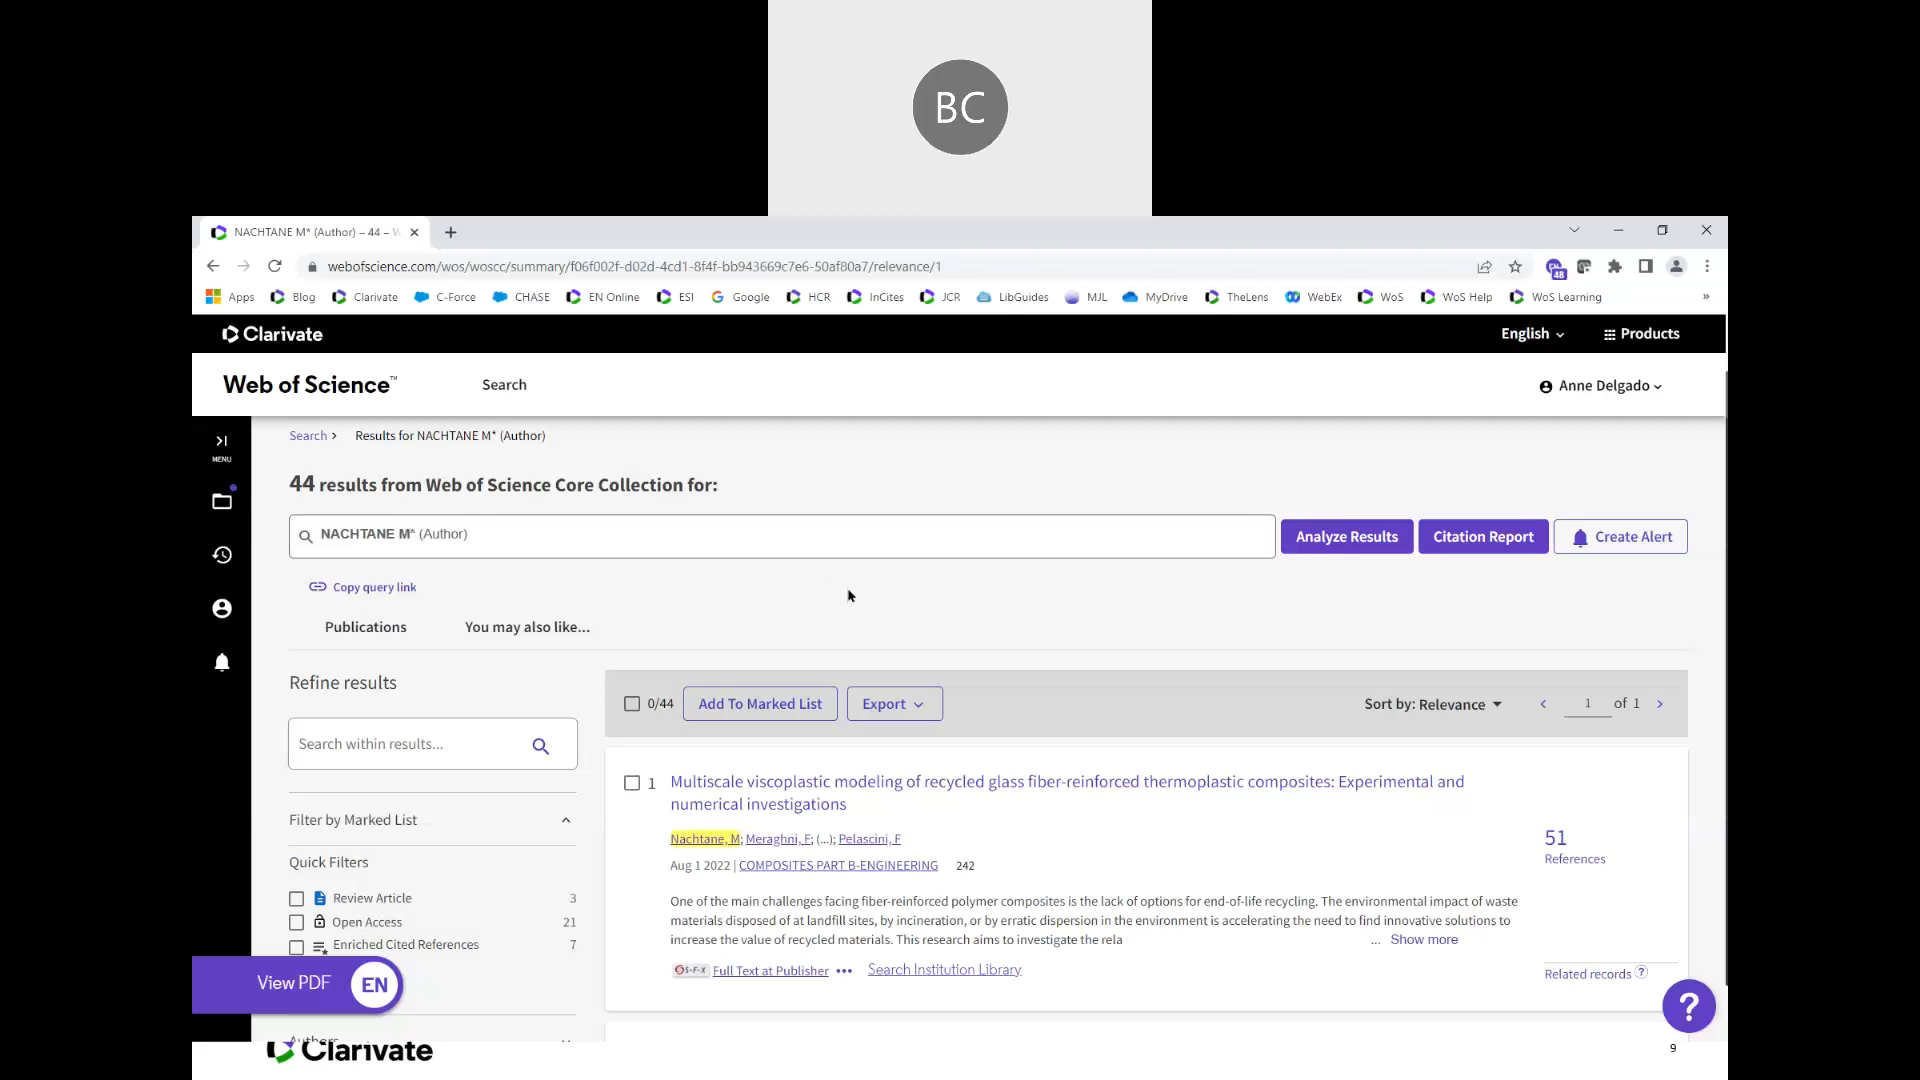 BC
NACHTANE M* (Author) – 44 – W
webofscience.com/wos/woscc/summary/f06f002f-d02d-4cd1-8f4f-bb943669c7e6-50af80a7/relevance/1
48
Apps Blog Clarivate C-Force CHASE EN Online ESI Google HCR InCites JCR LibGuides MJL MyDrive TheLens WebEx WoS WoS Help WoS Learning »
Clarivate English Products
Web of Science™ Search Anne Delgado
MENU
Search > Results for NACHTANE M* (Author)
44 results from Web of Science Core Collection for:
NACHTANE M* (Author)
Analyze Results Citation Report Create Alert
Copy query link
Publications You may also like...
Refine results
0/44 Add To Marked List Export Sort by: Relevance < 1 of 1 >
Search within results...
Filter by Marked List
Quick Filters
Review Article 3
Open Access 21
Enriched Cited References 7
1 Multiscale viscoplastic modeling of recycled glass fiber-reinforced thermoplastic composites: Experimental and
numerical investigations
Nachtane, M; Meraghni, F; (...); Pelascini, F
Aug 1 2022 | COMPOSITES PART B-ENGINEERING 242
51
References
One of the main challenges facing fiber-reinforced polymer composites is the lack of options for end-of-life recycling. The environmental impact of waste
materials disposed of at landfill sites, by incineration, or by erratic dispersion in the environment is accelerating the need to find innovative solutions to
increase the value of recycled materials. This research aims to investigate the rela ... Show more
S·F·X Full Text at Publisher ••• Search Institution Library
Related records ?
View PDF EN
?
Authors
Clarivate
9